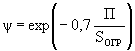 ψ = exp(−0,7 П/S_ОГР)